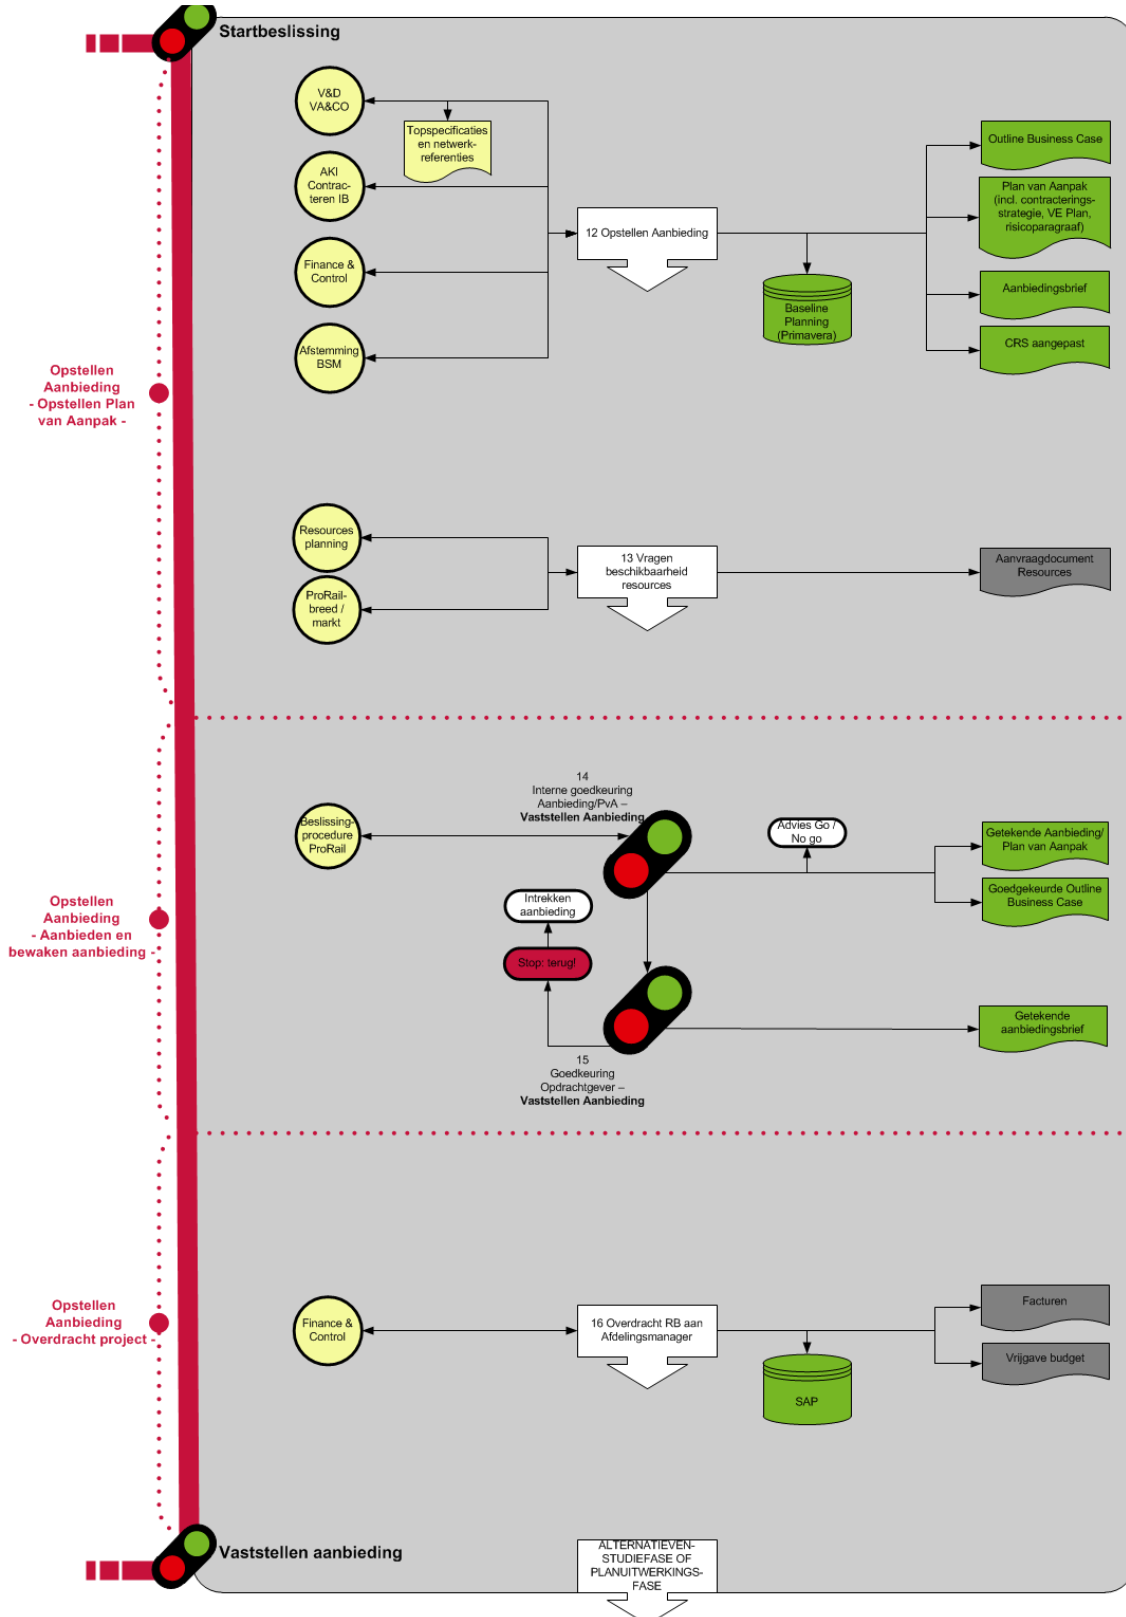 Startbeslissing
V&D
VA&CO
Topspecificaties
en netwerk-
referenties
AKI
Contrac-
teren IB
Finance &
Control
Afstemming
BSM
12 Opstellen Aanbieding
Baseline
Planning
(Primavera)
Outline Business Case
Plan van Aanpak
(incl. contracterings-
strategie, VE Plan,
risicoparagraaf)
Aanbiedingsbrief
CRS aangepast
Opstellen
Aanbieding
- Opstellen Plan
van Aanpak -
Resources
planning
ProRail-
breed /
markt
13 Vragen
beschikbaarheid
resources
Aanvraagdocument
Resources
14
Interne goedkeuring
Aanbieding/PvA –
Vaststellen Aanbieding
Beslissing-
procedure
ProRail
Advies Go /
No go
Getekende Aanbieding/
Plan van Aanpak
Goedgekeurde Outline
Business Case
Intrekken
aanbieding
Stop: terug!
Opstellen
Aanbieding
- Aanbieden en
bewaken aanbieding -
Getekende
aanbiedingsbrief
15
Goedkeuring
Opdrachtgever –
Vaststellen Aanbieding
Opstellen
Aanbieding
- Overdracht project -
Finance &
Control
16 Overdracht RB aan
Afdelingsmanager
SAP
Facturen
Vrijgave budget
Vaststellen aanbieding
ALTERNATIEVEN-
STUDIEFASE OF
PLANUITWERKINGS-
FASE